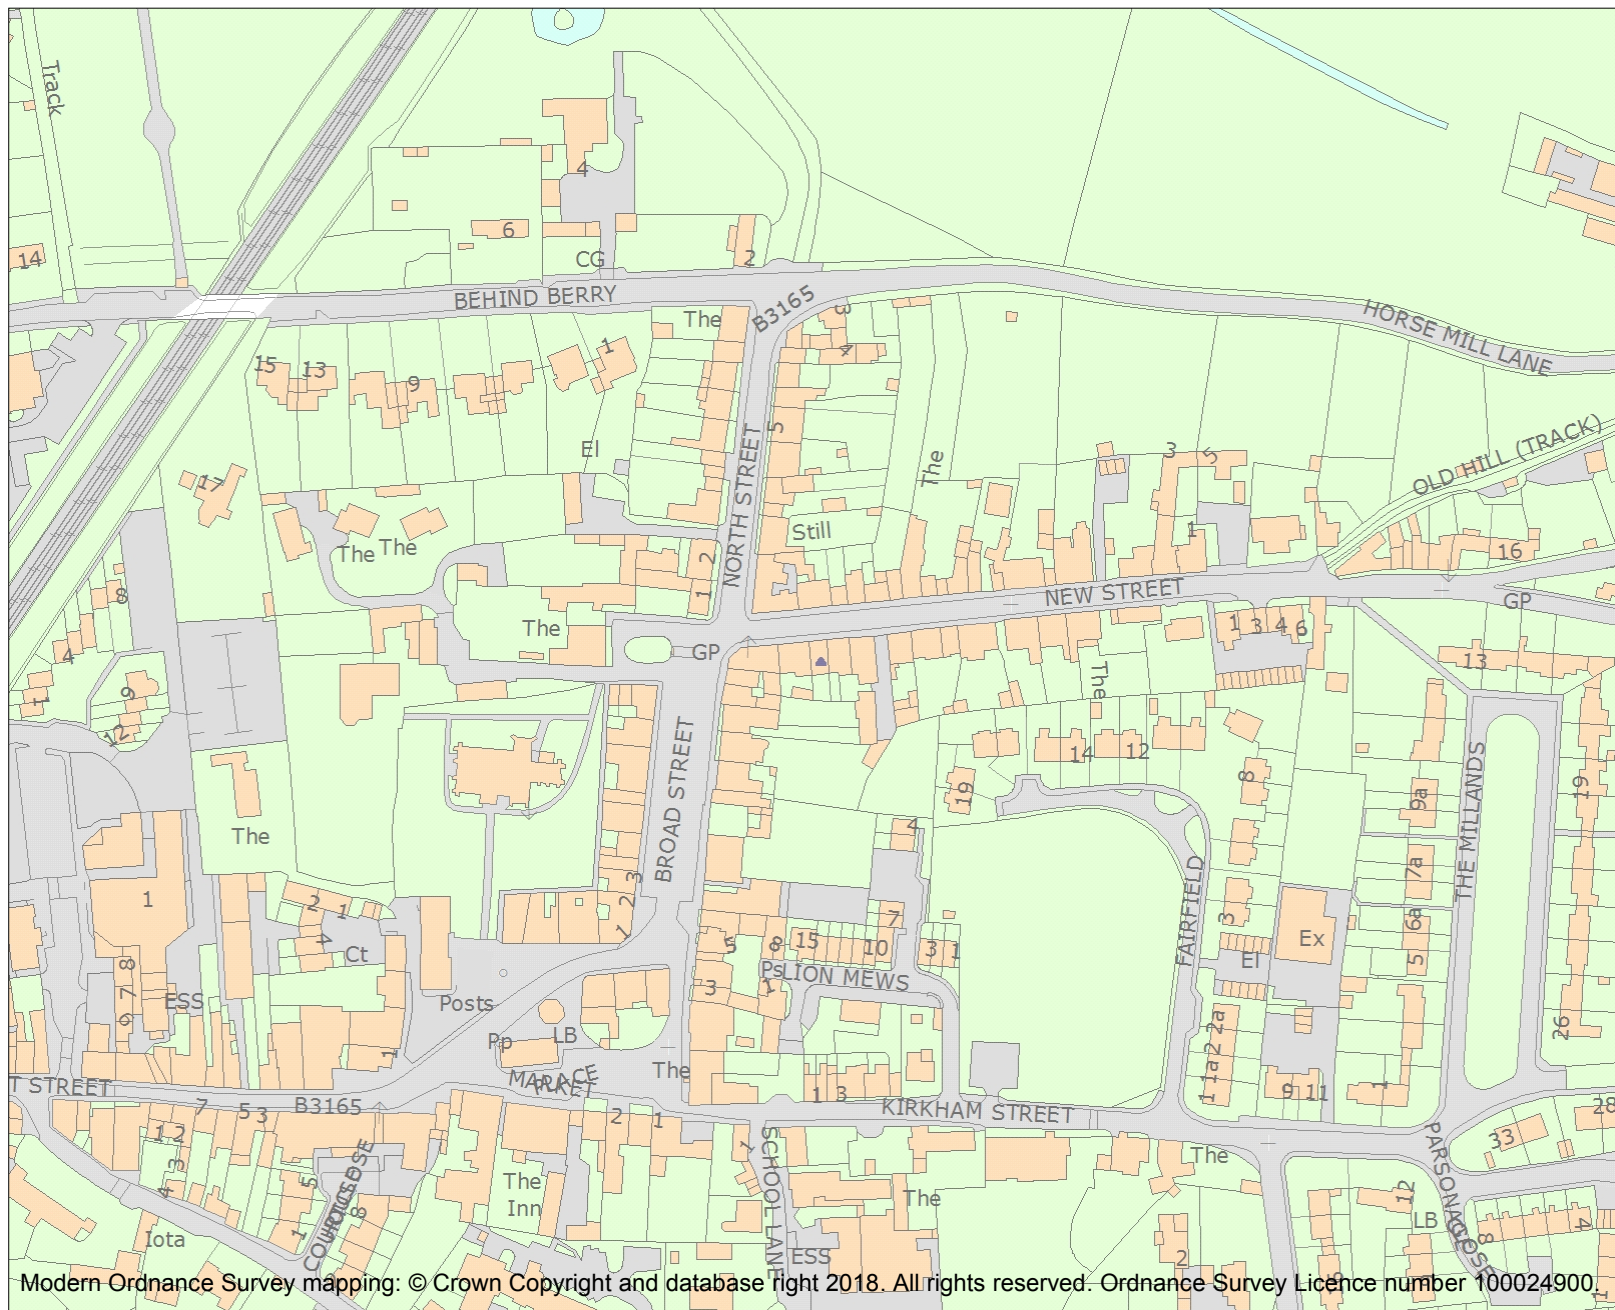 Track
4
6
CG
2
14
BEHIND BERRY
The
B3165
3
4
HORSE MILL LANE
15
13
9
1
El
5
NORTH STREET
The
3
5
OLD HILL (TRACK)
17
The
The
Still
1
16
2
1
NEW STREET
GP
8
The
GP
1
3
4
6
4
9
1
12
The
13
BROAD STREET
14
12
8
19
THE MILLANDS
9a
19
The
4
3
FAIRFIELD
7a
1
2
1
4
2
1
Ct
5
8
15
7
10
3
1
3
6a
Ex
El
5
8
7
6
ESS
Posts
3
Ps
1
LION MEWS
Pp
LB
2a
2
1a
1
26
1
T STREET
MARKET
PLACE
The
1
3
KIRKHAM STREET
9
11
1
B3165
7
5
3
2
1
28
33
1
2
3
4
5
1
8
COURTHOUSE
CLOSE
The
Inn
1
SCHOOL LANE
The
The
PARSONAGE
CLOSE
12
LB
8
4
2
Iota
ESS
Modern Ordnance Survey mapping: © Crown Copyright and database right 2018. All rights reserved. Ordnance Survey Licence number 100024900.